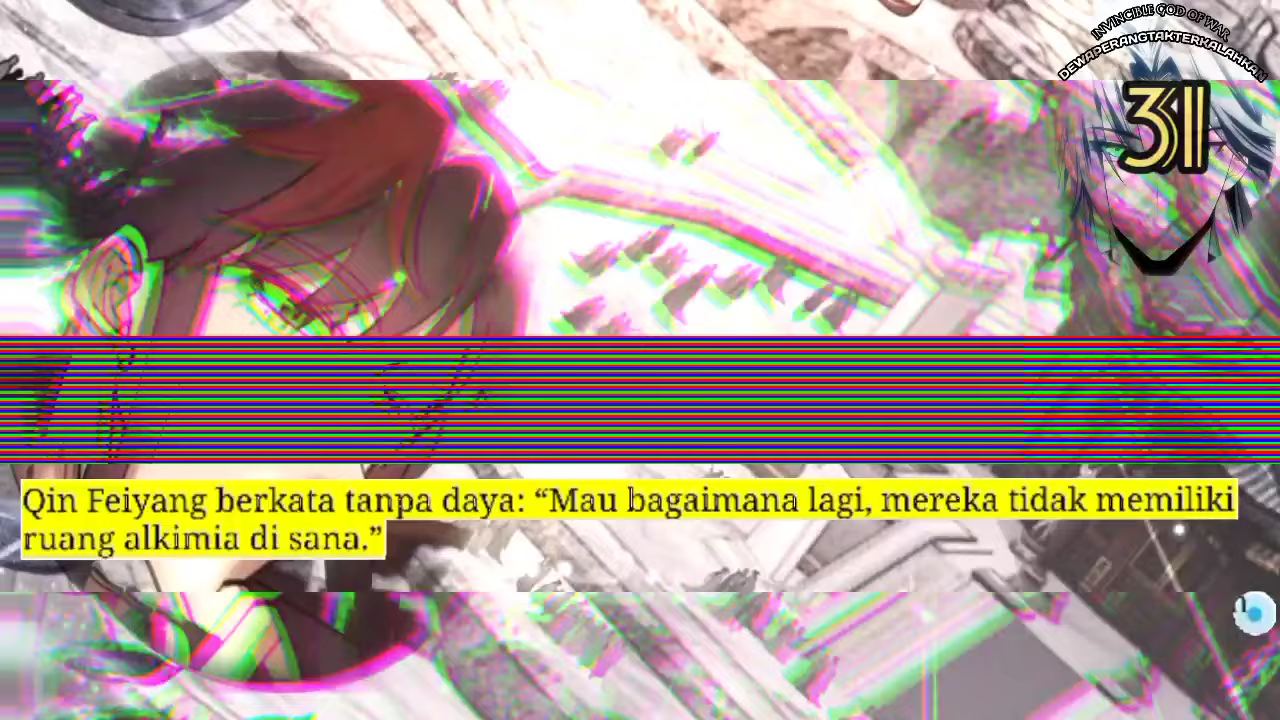 INVINCIBLE GOD OF WAR
DEWAPERANGTAKTERKALAHKAN
31
Qin Feiyang berkata tanpa daya: “Mau bagaimana lagi, mereka tidak memiliki
ruang alkimia di sana.”